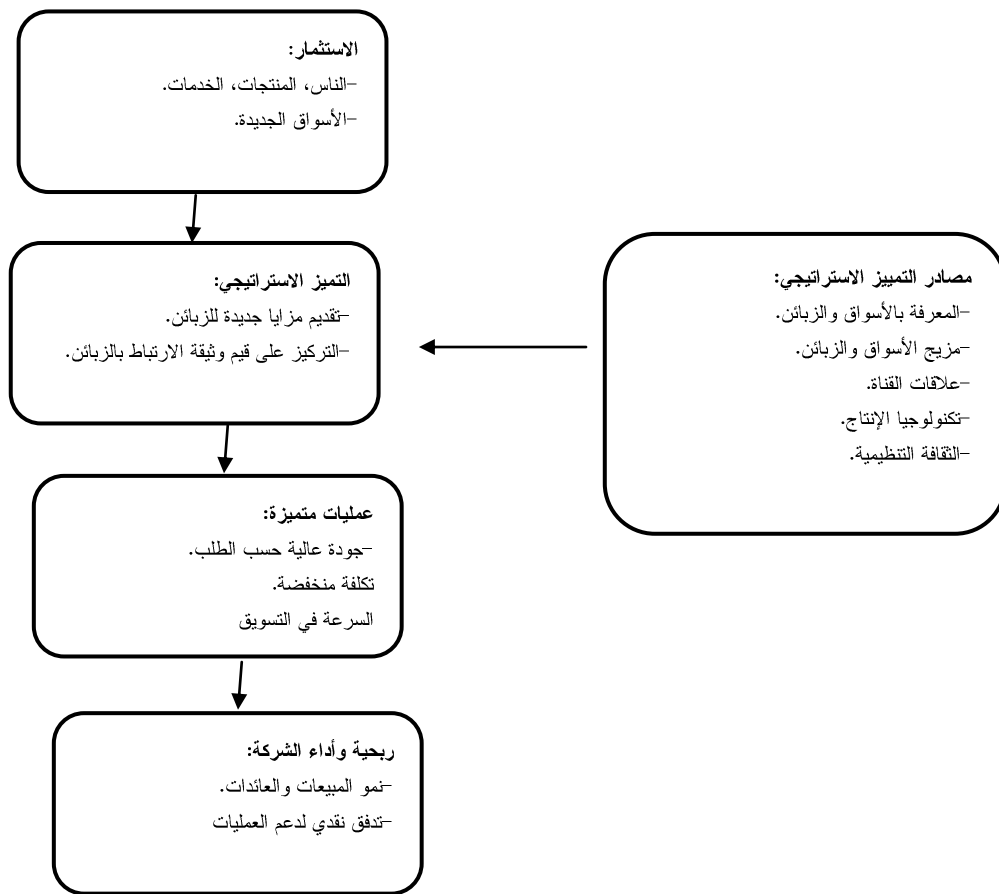 الاستثمار:
-الناس، المنتجات، الخدمات.
-الأسواق الجديدة.
التميز الاستراتيجي:
-تقديم مزايا جديدة للزبائن.
-التركيز على قيم وثيقة الارتباط بالزبائن.
مصادر التمييز الاستراتيجي:
-المعرفة بالأسواق والزبائن.
-مزيج الأسواق والزبائن.
-علاقات القناة.
-تكنولوجيا الإنتاج.
-الثقافة التنظيمية.
عمليات متميزة:
-جودة عالية حسب الطلب.
تكلفة منخفضة.
السرعة في التسويق
ربحية وأداء الشركة:
-نمو المبيعات والعائدات.
-تدفق نقدي لدعم العمليات